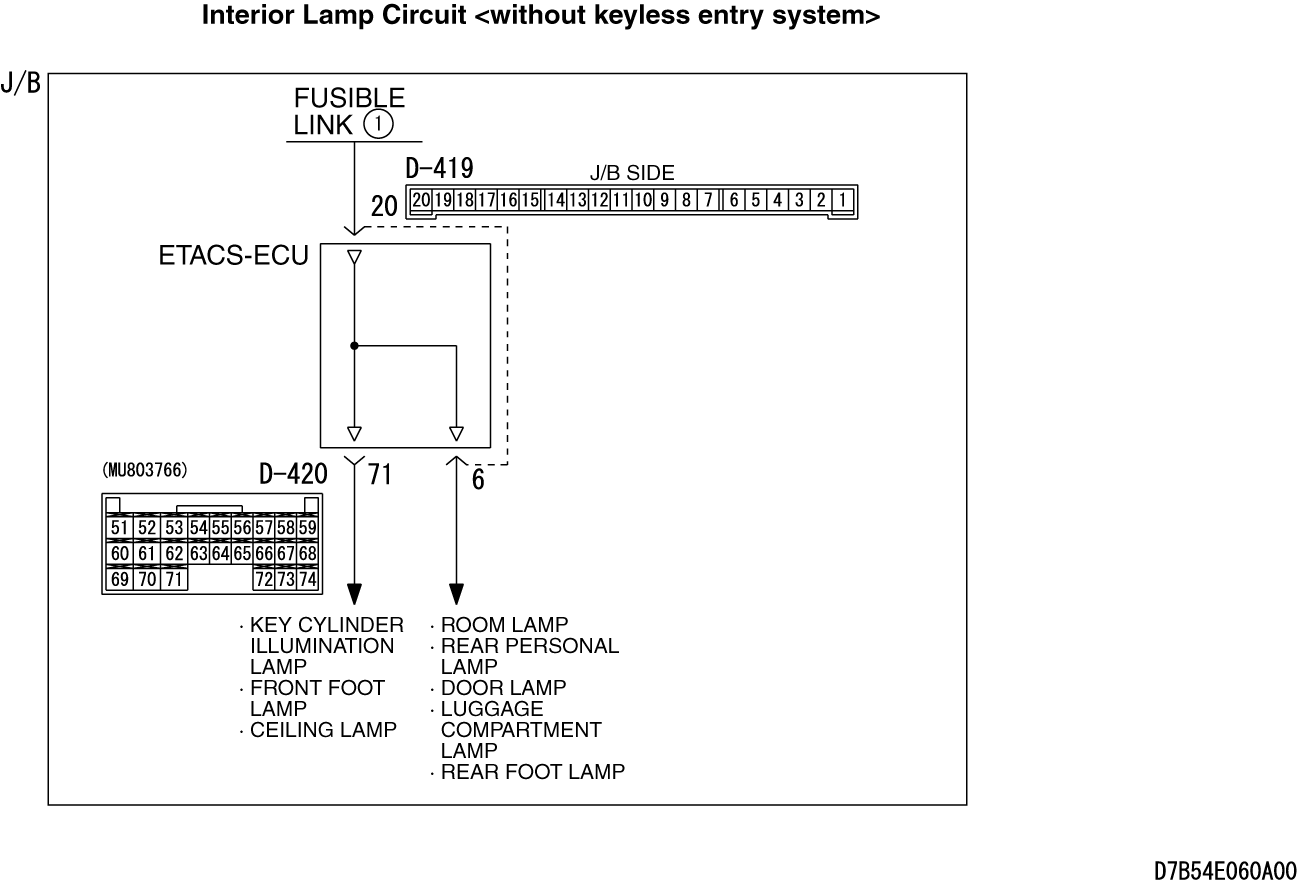 Interior Lamp Circuit <without keyless entry system>
J/B
FUSIBLE
LINK 1
D-419
J/B SIDE
20 19 18 17 16 15 14 13 12 11 10 9 8 7 6 5 4 3 2 1
20
ETACS-ECU
(MU803766)
D-420
71
6
51 52 53 54 55 56 57 58 59
60 61 62 63 64 65 66 67 68
69 70 71 72 73 74
· KEY CYLINDER
ILLUMINATION
LAMP
· FRONT FOOT
LAMP
· CEILING LAMP
· ROOM LAMP
· REAR PERSONAL
LAMP
· DOOR LAMP
· LUGGAGE
COMPARTMENT
LAMP
· REAR FOOT LAMP
D7B54E060A00